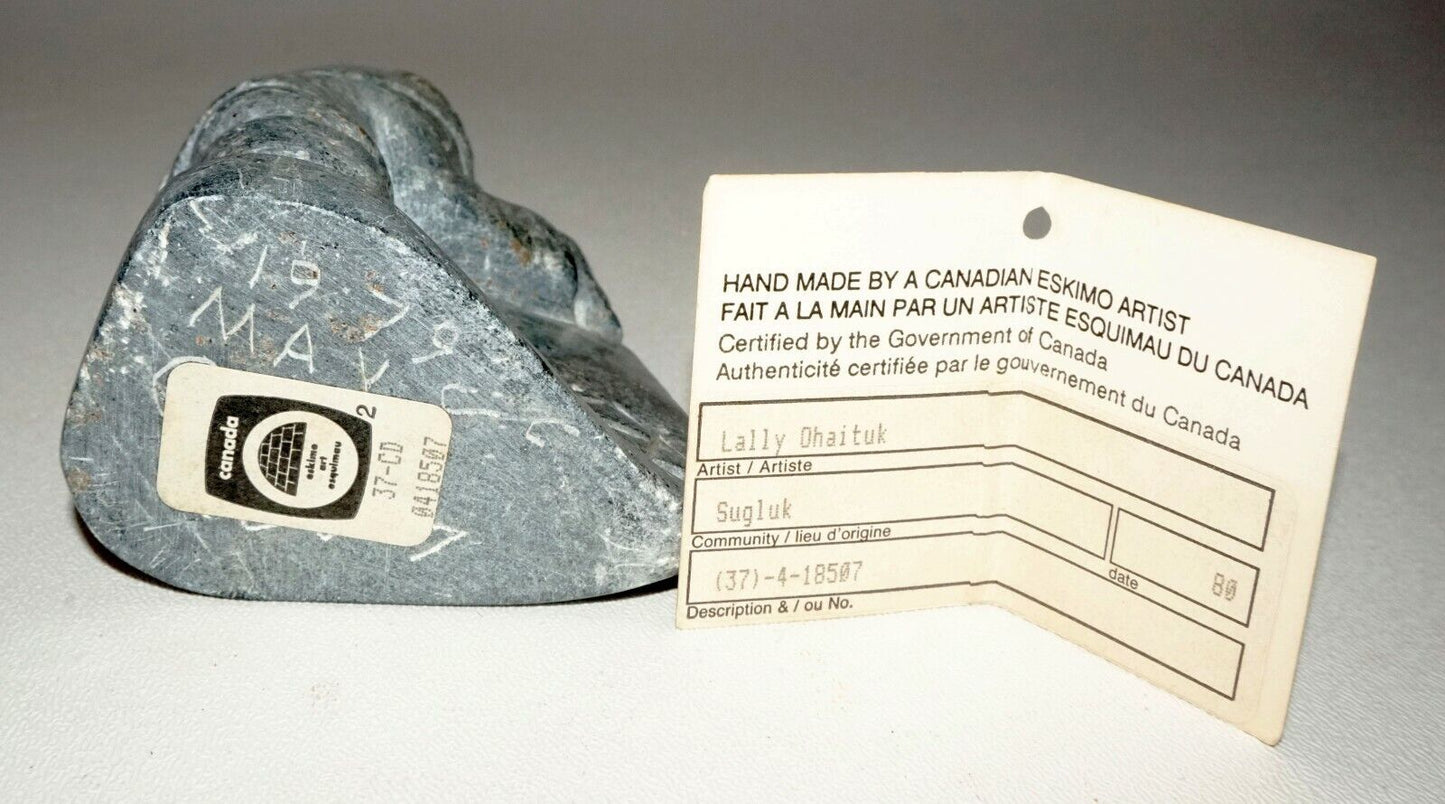 1979
MAY
canada
eskimo
art
esquimau
2
37-CD
0418507
HAND MADE BY A CANADIAN ESKIMO ARTIST
FAIT A LA MAIN PAR UN ARTISTE ESQUIMAU DU CANADA
Certified by the Government of Canada
Authenticité certifiée par le gouvernement du Canada
Lally Ohaituk
Artist / Artiste
Sugluk
Community / lieu d'origine
80
date
(37)-4-18507
Description & / ou No.